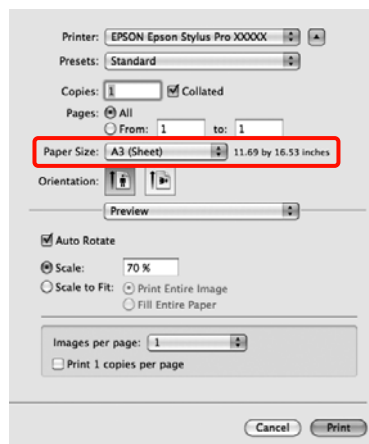 Printer: EPSON Epson Stylus Pro XXXXX
Presets: Standard
Copies: 1 Collated
Pages: All
From: 1 to: 1
Paper Size: A3 (Sheet) 11.69 by 16.53 inches
Orientation:
Preview
Auto Rotate
Scale: 70 %
Scale to Fit: Print Entire Image
Fill Entire Paper
Images per page: 1
Print 1 copies per page
Cancel Print